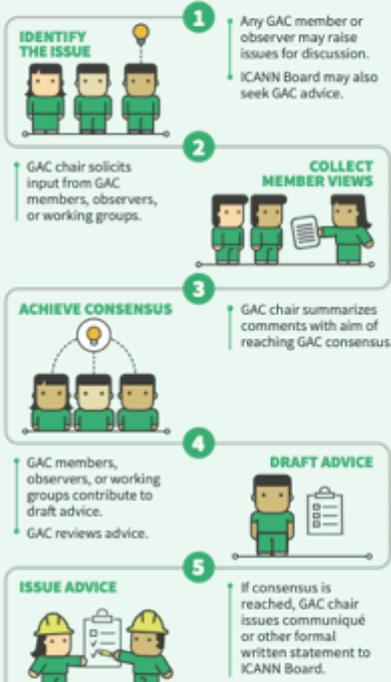 1
IDENTIFY
THE ISSUE
Any GAC member or
observer may raise
issues for discussion.
ICANN Board may also
seek GAC advice.
2
COLLECT
MEMBER VIEWS
GAC chair solicits
input from GAC
members, observers,
or working groups.
3
ACHIEVE CONSENSUS
GAC chair summarizes
comments with aim of
reaching GAC consensus.
4
DRAFT ADVICE
GAC members,
observers, or working
groups contribute to
draft advice.
GAC reviews advice.
5
ISSUE ADVICE
If consensus is
reached, GAC chair
issues communiqué
or other formal
written statement to
ICANN Board.